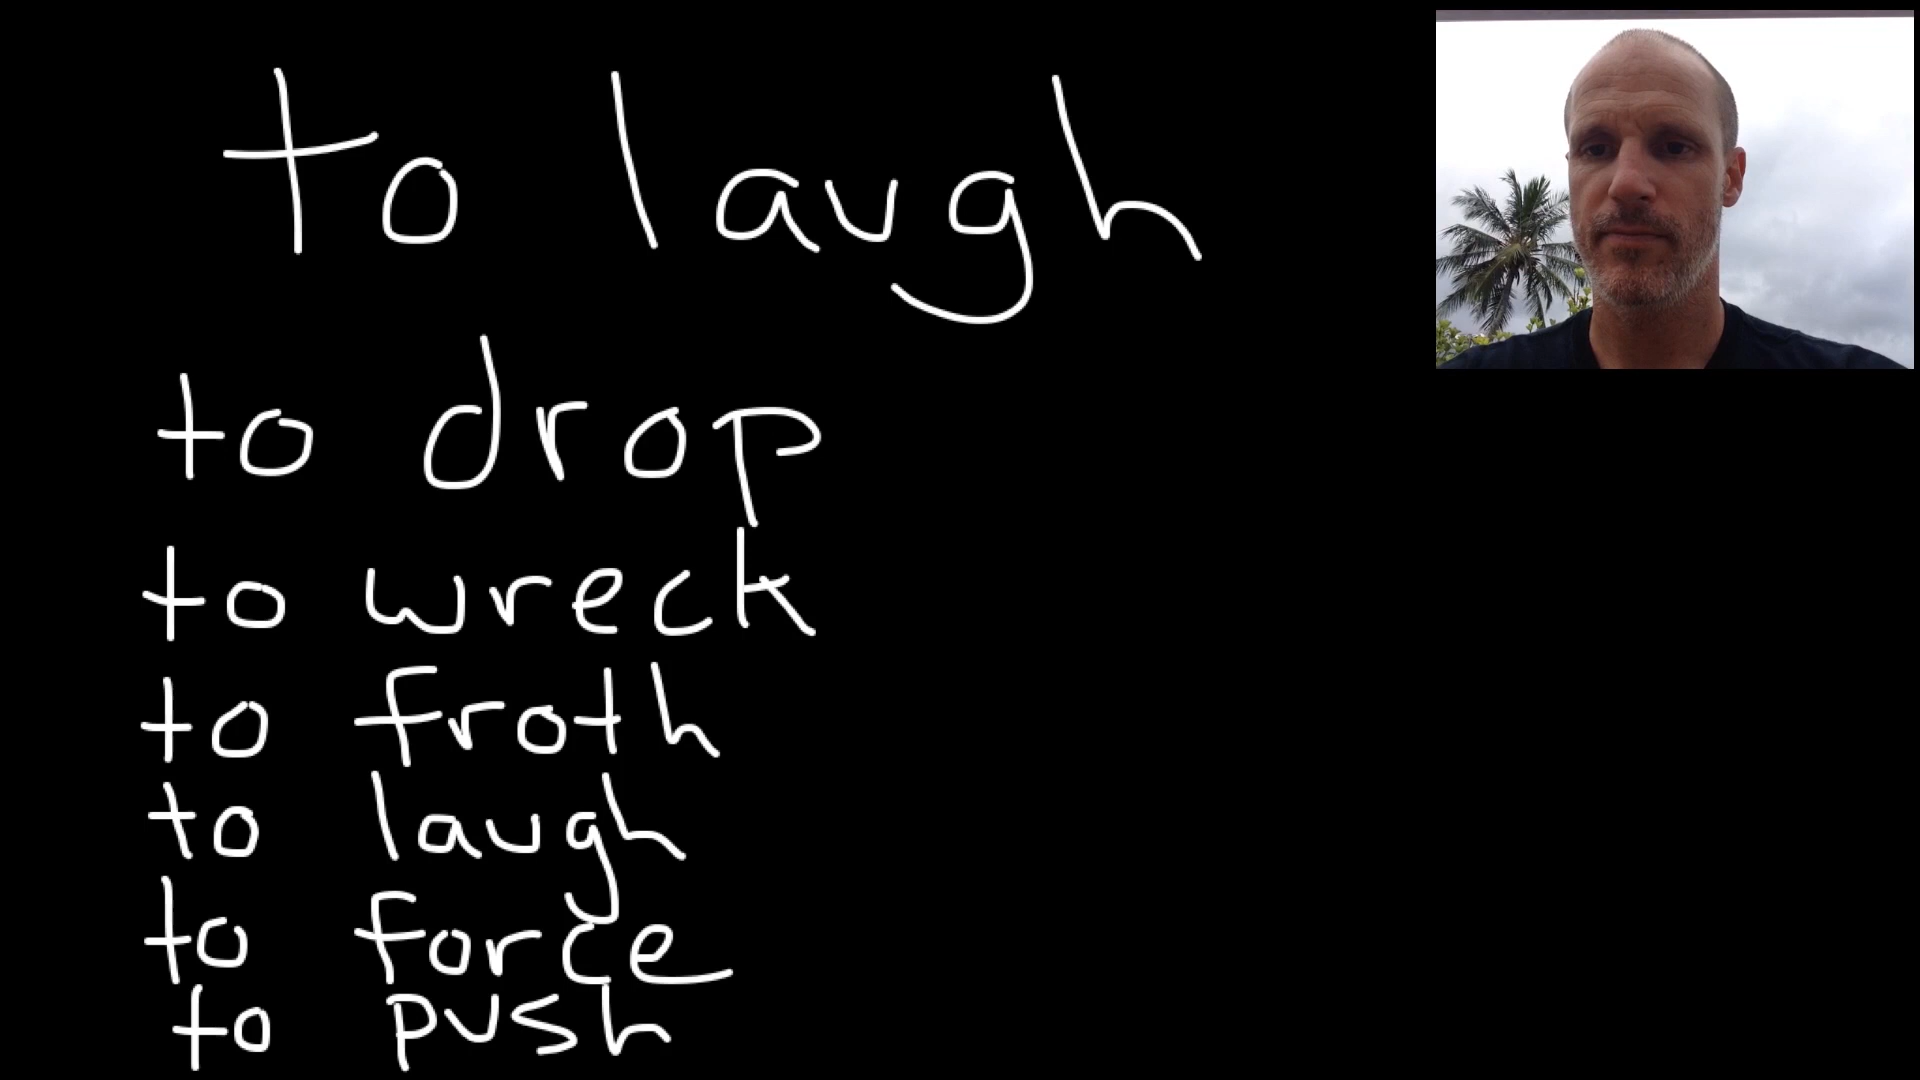 to laugh
to drop
to wreck
to froth
to laugh
to force
to push